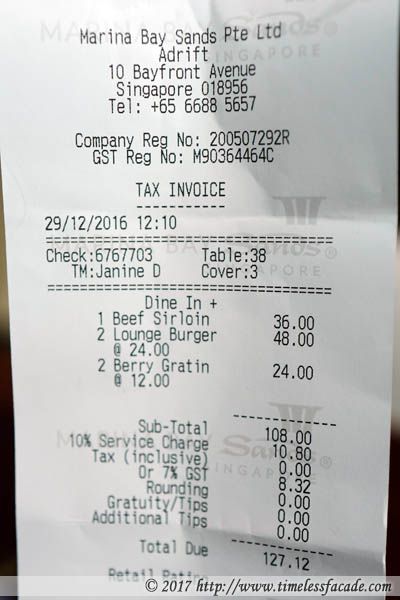 Marina Bay Sands Pte Ltd
Adrift
10 Bayfront Avenue
Singapore 018956
Tel: +65 6688 5657
Company Reg No: 200507292R
GST Reg No: M90364464C
TAX INVOICE
------------
29/12/2016 12:10
================================
Check:6767703 Table:38
TM:Janine D Cover:3
================================
Dine In +
1 Beef Sirloin 36.00
2 Lounge Burger 48.00
@ 24.00
2 Berry Gratin 24.00
@ 12.00
------------
Sub-Total 108.00
10% Service Charge 10.80
Tax (inclusive) 0.00
Or 7% GST 8.32
Rounding 0.00
Gratuity/Tips 0.00
Additional Tips 0.00
------------
Total Due 127.12
------------
Retail
© 2017 http://www.timelessfacade.com